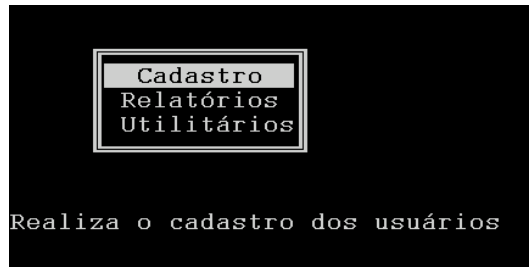 Cadastro
Relatórios
Utilitários
Realiza o cadastro dos usuários